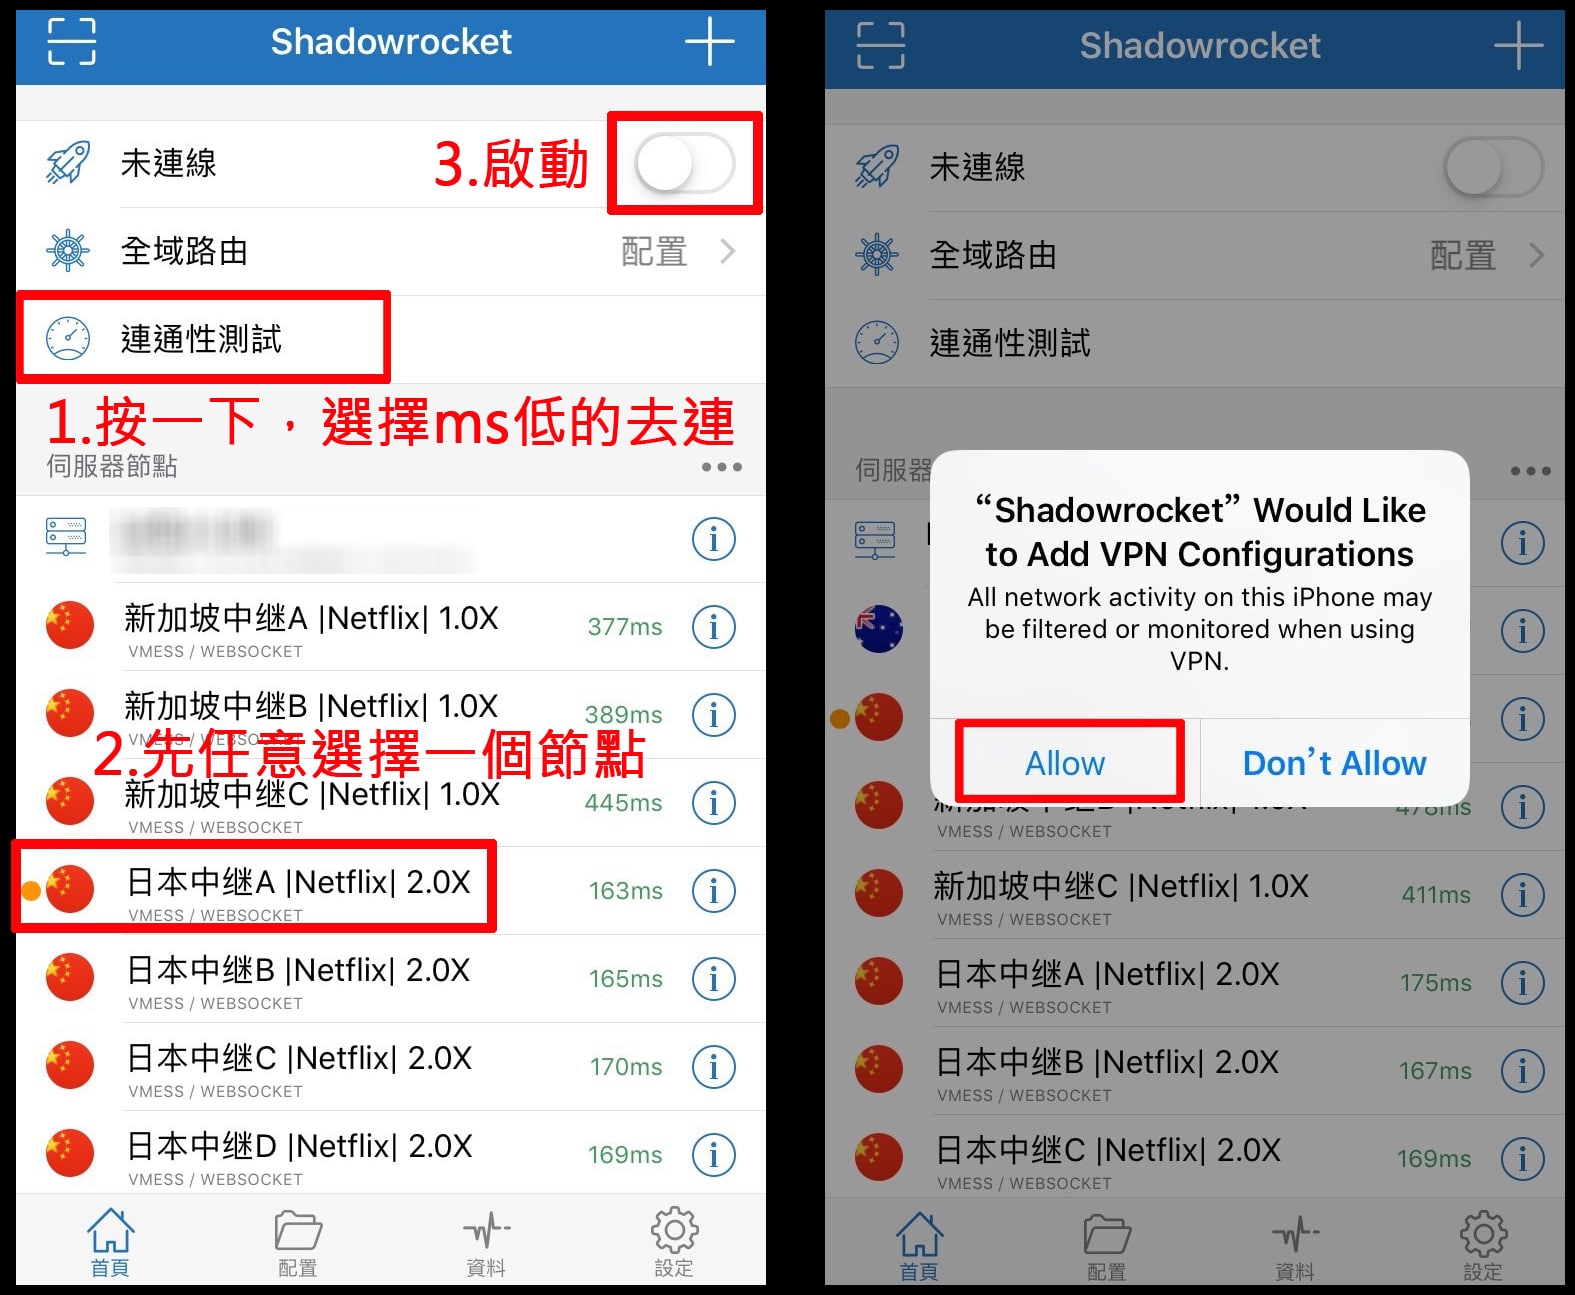 Shadowrocket
未連線
3.啟動
全域路由
配置
連通性測試
1.按一下，選擇ms低的去連
伺服器節點
新加坡中继A |Netflix| 1.0X
377ms
VMESS / WEBSOCKET
新加坡中继B |Netflix| 1.0X
389ms
VMESS / WEBSOCKET
2.先任意選擇一個節點
新加坡中继C |Netflix| 1.0X
445ms
VMESS / WEBSOCKET
日本中继A |Netflix| 2.0X
163ms
VMESS / WEBSOCKET
日本中继B |Netflix| 2.0X
165ms
VMESS / WEBSOCKET
日本中继C |Netflix| 2.0X
170ms
VMESS / WEBSOCKET
日本中继D |Netflix| 2.0X
169ms
VMESS / WEBSOCKET
首頁
配置
資料
設定
Shadowrocket
未連線
全域路由
配置
連通性測試
伺服器
“Shadowrocket” Would Like
to Add VPN Configurations
All network activity on this iPhone may
be filtered or monitored when using
VPN.
Allow
Don’t Allow
478ms
VMESS / WEBSOCKET
新加坡中继C |Netflix| 1.0X
411ms
VMESS / WEBSOCKET
日本中继A |Netflix| 2.0X
175ms
VMESS / WEBSOCKET
日本中继B |Netflix| 2.0X
167ms
VMESS / WEBSOCKET
日本中继C |Netflix| 2.0X
169ms
VMESS / WEBSOCKET
首頁
配置
資料
設定